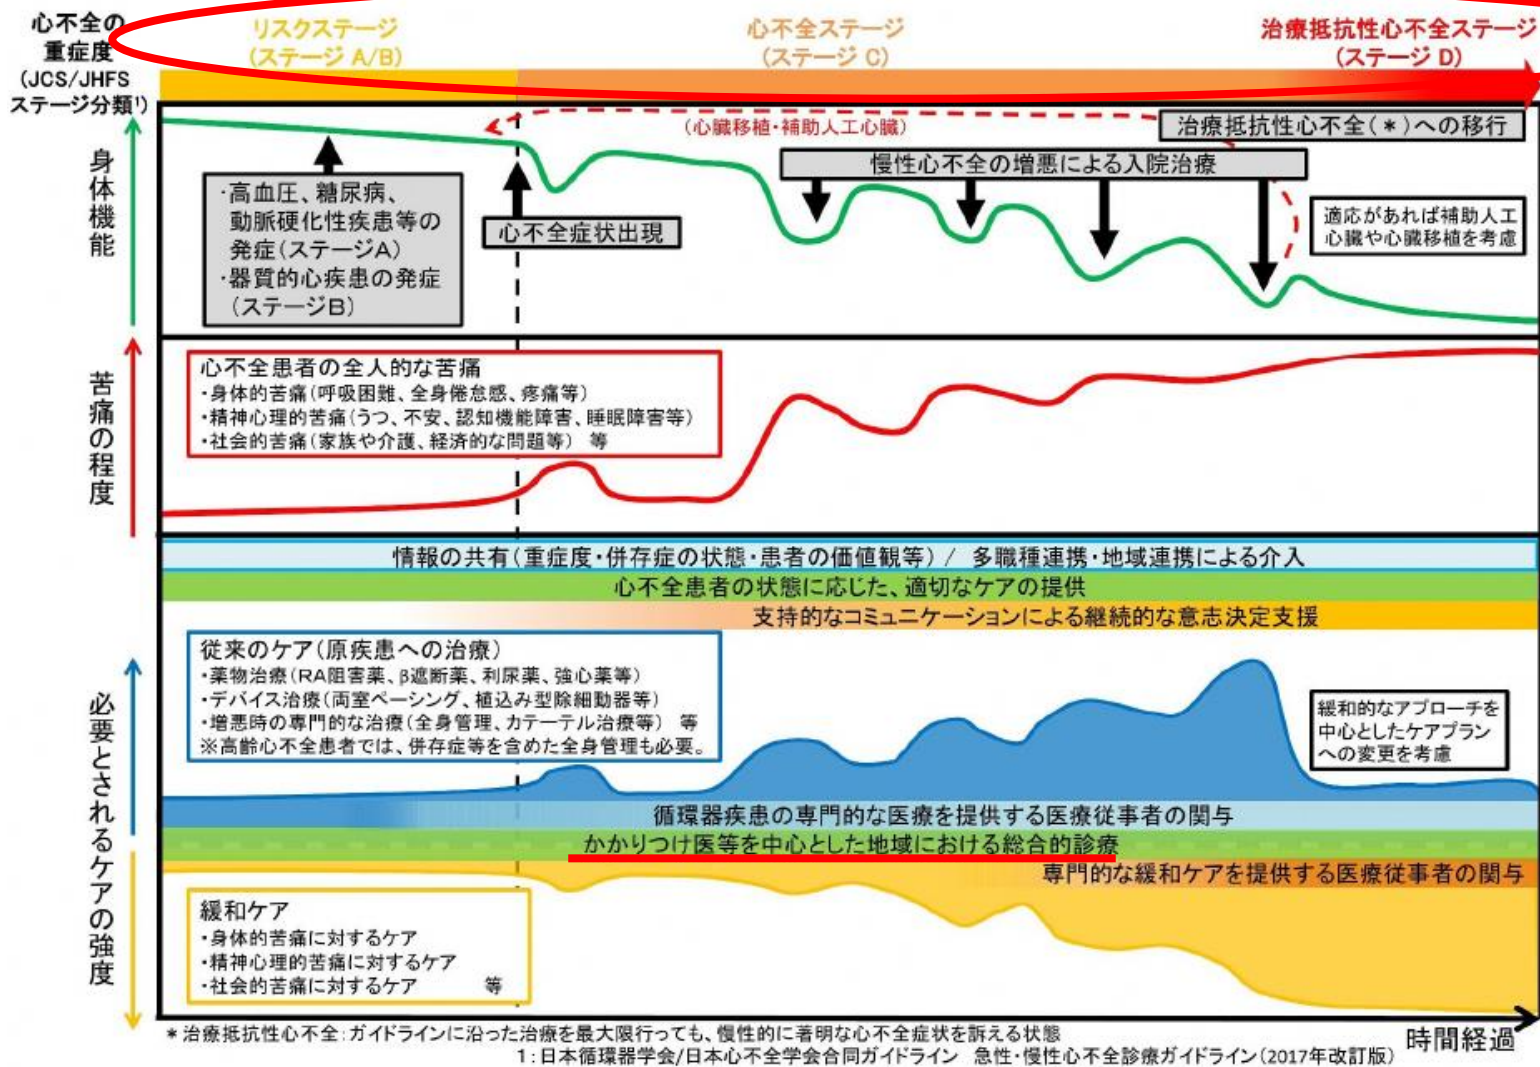 心不全の
重症度
(JCS/JHFS
ステージ分類¹⁾)
リスクステージ
(ステージ A/B)
心不全ステージ
(ステージ C)
治療抵抗性心不全ステージ
(ステージ D)
身体機能
(心臓移植・補助人工心臓)
治療抵抗性心不全(*)への移行
慢性心不全の増悪による入院治療
・高血圧、糖尿病、
動脈硬化性疾患等の
発症(ステージA)
・器質的心疾患の発症
(ステージB)
心不全症状出現
適応があれば補助人工
心臓や心臓移植を考慮
苦痛の程度
心不全患者の全人的な苦痛
・身体的苦痛(呼吸困難、全身倦怠感、疼痛等)
・精神心理的苦痛(うつ、不安、認知機能障害、睡眠障害等)
・社会的苦痛(家族や介護、経済的な問題等) 等
情報の共有(重症度・併存症の状態・患者の価値観等) / 多職種連携・地域連携による介入
心不全患者の状態に応じた、適切なケアの提供
支持的なコミュニケーションによる継続的な意志決定支援
必要とされるケアの強度
従来のケア(原疾患への治療)
・薬物治療(RA阻害薬、β遮断薬、利尿薬、強心薬等)
・デバイス治療(両室ペーシング、植込み型除細動器等)
・増悪時の専門的な治療(全身管理、カテーテル治療等) 等
※高齢心不全患者では、併存症等を含めた全身管理も必要。
緩和的なアプローチを
中心としたケアプラン
への変更を考慮
循環器疾患の専門的な医療を提供する医療従事者の関与
かかりつけ医等を中心とした地域における総合的診療
専門的な緩和ケアを提供する医療従事者の関与
緩和ケア
・身体的苦痛に対するケア
・精神心理的苦痛に対するケア
・社会的苦痛に対するケア 等
*治療抵抗性心不全:ガイドラインに沿った治療を最大限行っても、慢性的に著明な心不全症状を訴える状態
時間経過
1:日本循環器学会/日本心不全学会合同ガイドライン 急性・慢性心不全診療ガイドライン(2017年改訂版)